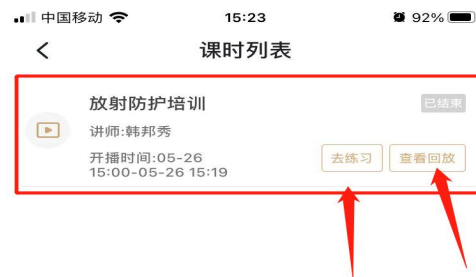 中国移动 15:23 92%
课时列表
放射防护培训 已结束
讲师:韩邦秀
开播时间:05-26
15:00-05-26 15:19
去练习 查看回放